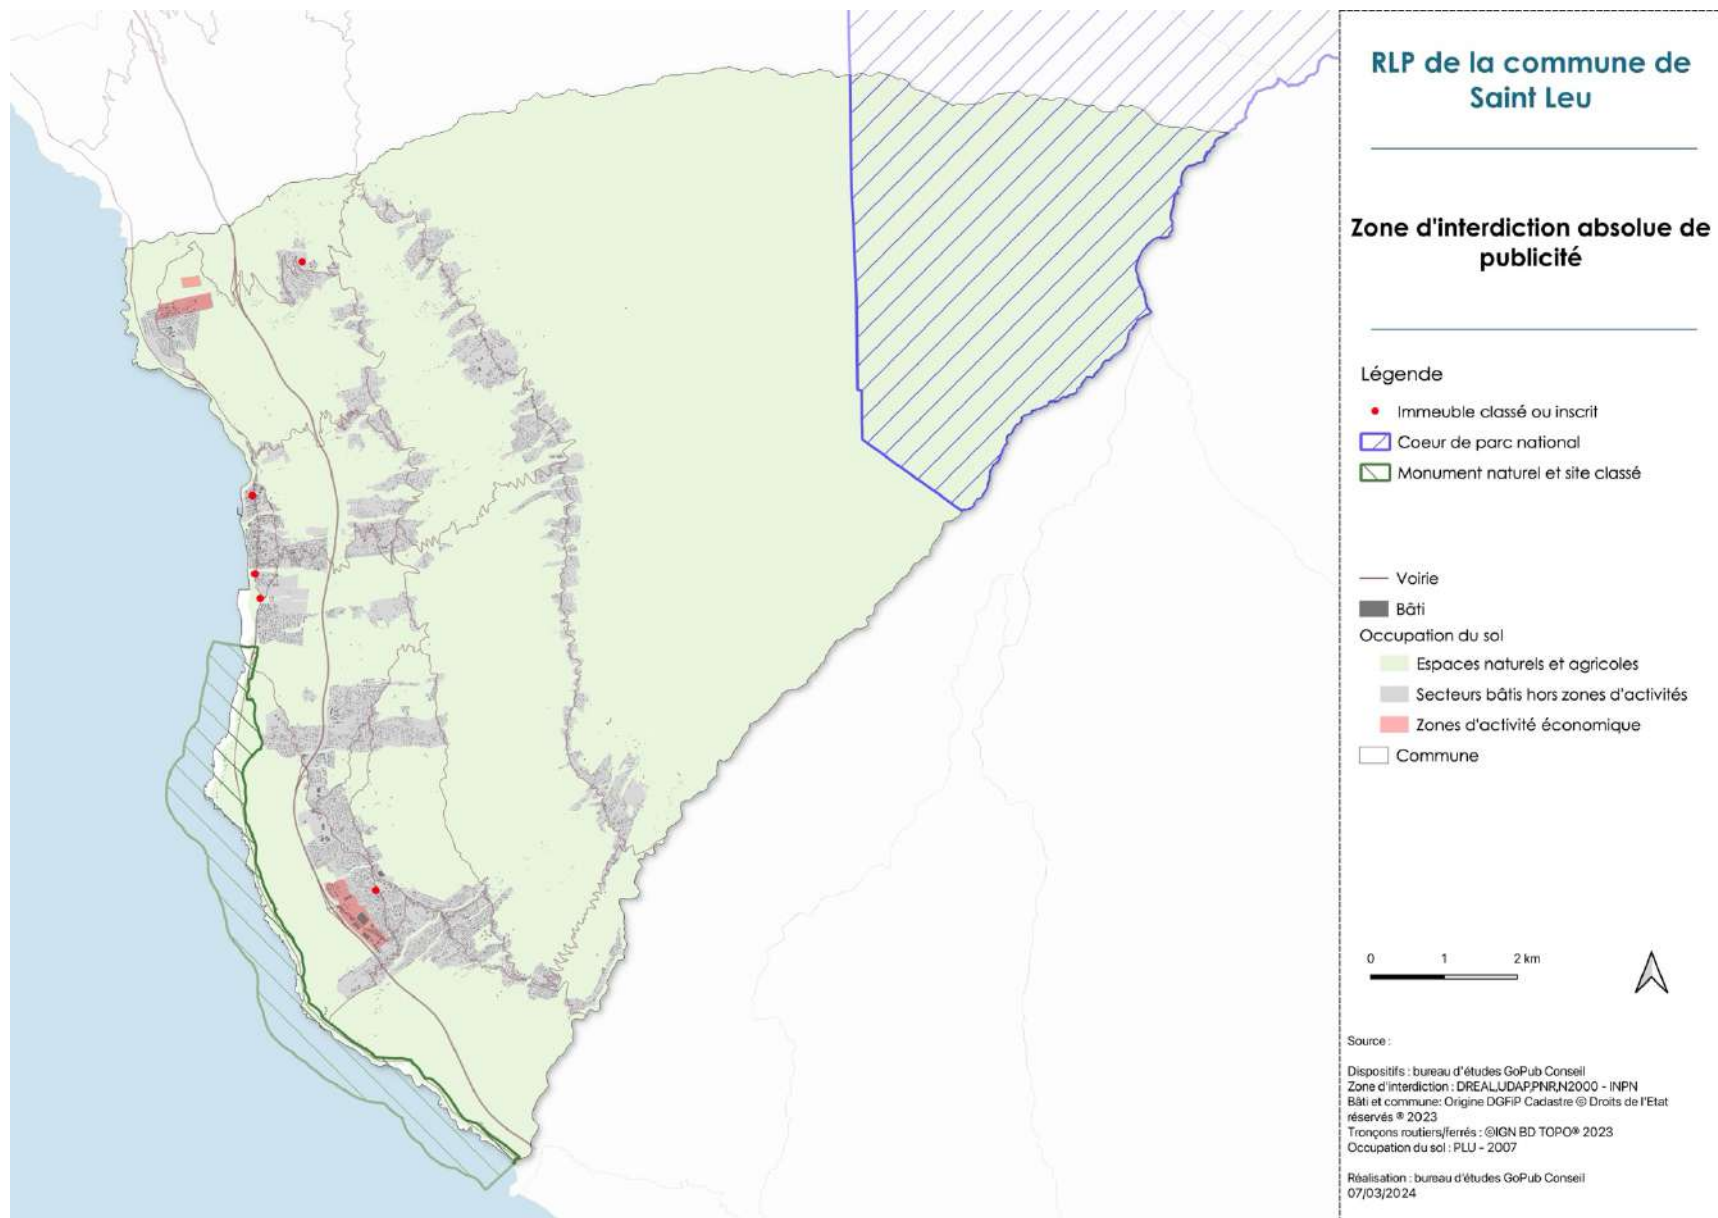 RLP de la commune de
Saint Leu
Zone d'interdiction absolue de
publicité
Légende
Immeuble classé ou inscrit
Coeur de parc national
Monument naturel et site classé
Voirie
Bâti
Occupation du sol
Espaces naturels et agricoles
Secteurs bâtis hors zones d'activités
Zones d'activité économique
Commune
0 1 2 km
Source :
Dispositifs : bureau d'études GoPub Conseil
Zone d'interdiction : DREAL,UDAP,PNR,N2000 - INPN
Bâti et commune: Origine DGFiP Cadastre © Droits de l'Etat
réservés ® 2023
Tronçons routiers/ferrés : ©IGN BD TOPO® 2023
Occupation du sol : PLU - 2007
Réalisation : bureau d'études GoPub Conseil
07/03/2024